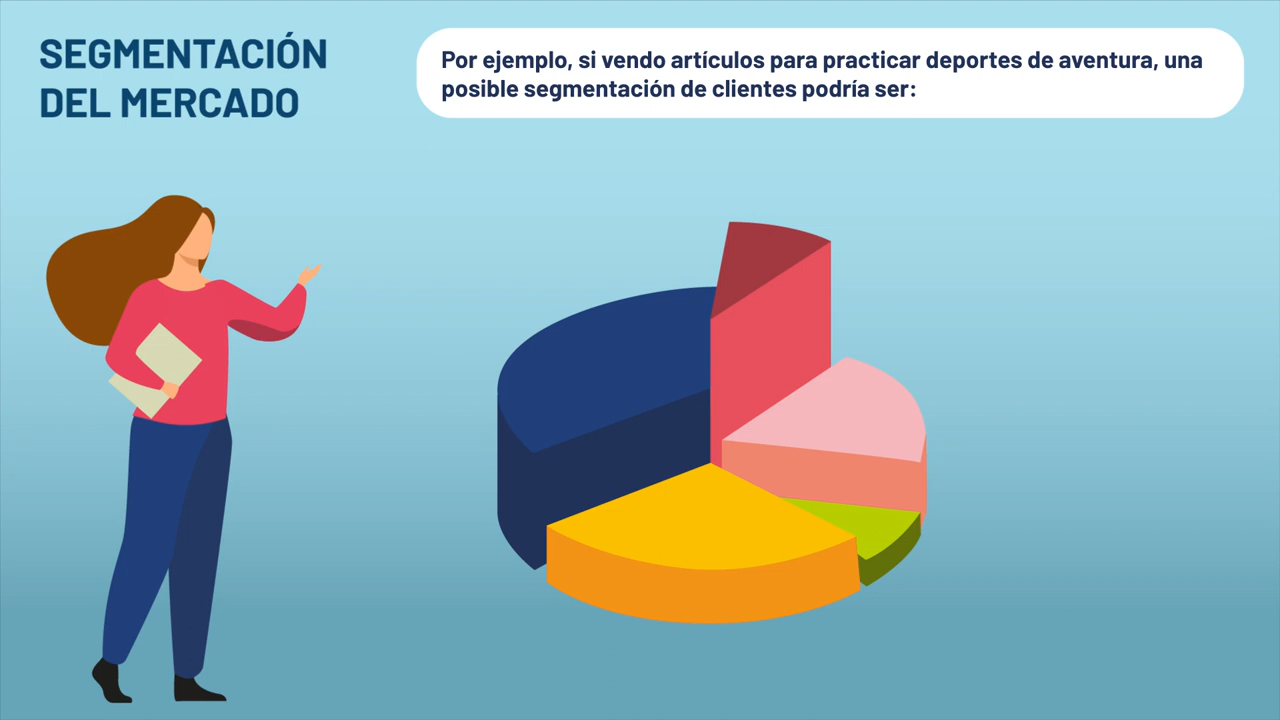 SEGMENTACIÓN
DEL MERCADO
Por ejemplo, si vendo artículos para practicar deportes de aventura, una
posible segmentación de clientes podría ser: